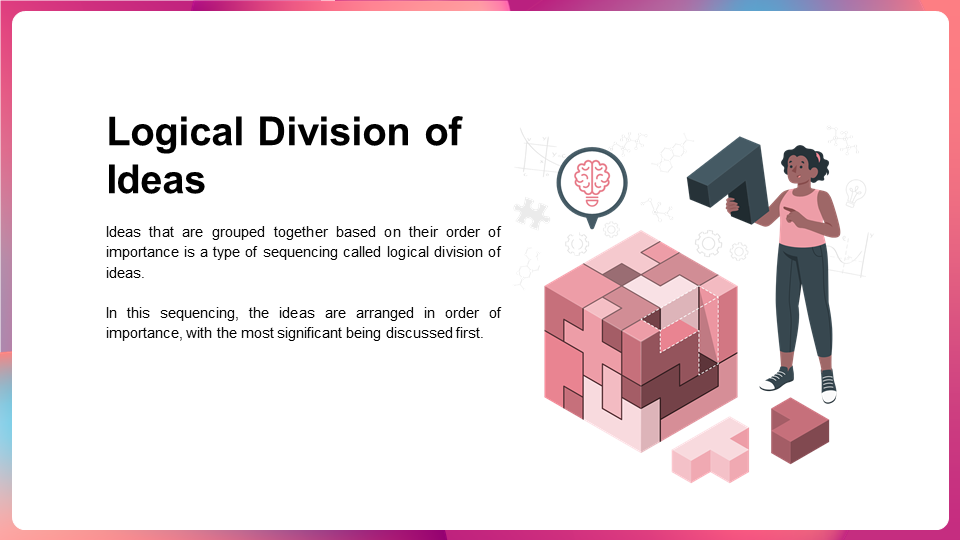 Logical Division of
Ideas
Ideas that are grouped together based on their order of
importance is a type of sequencing called logical division of
ideas.
In this sequencing, the ideas are arranged in order of
importance, with the most significant being discussed first.